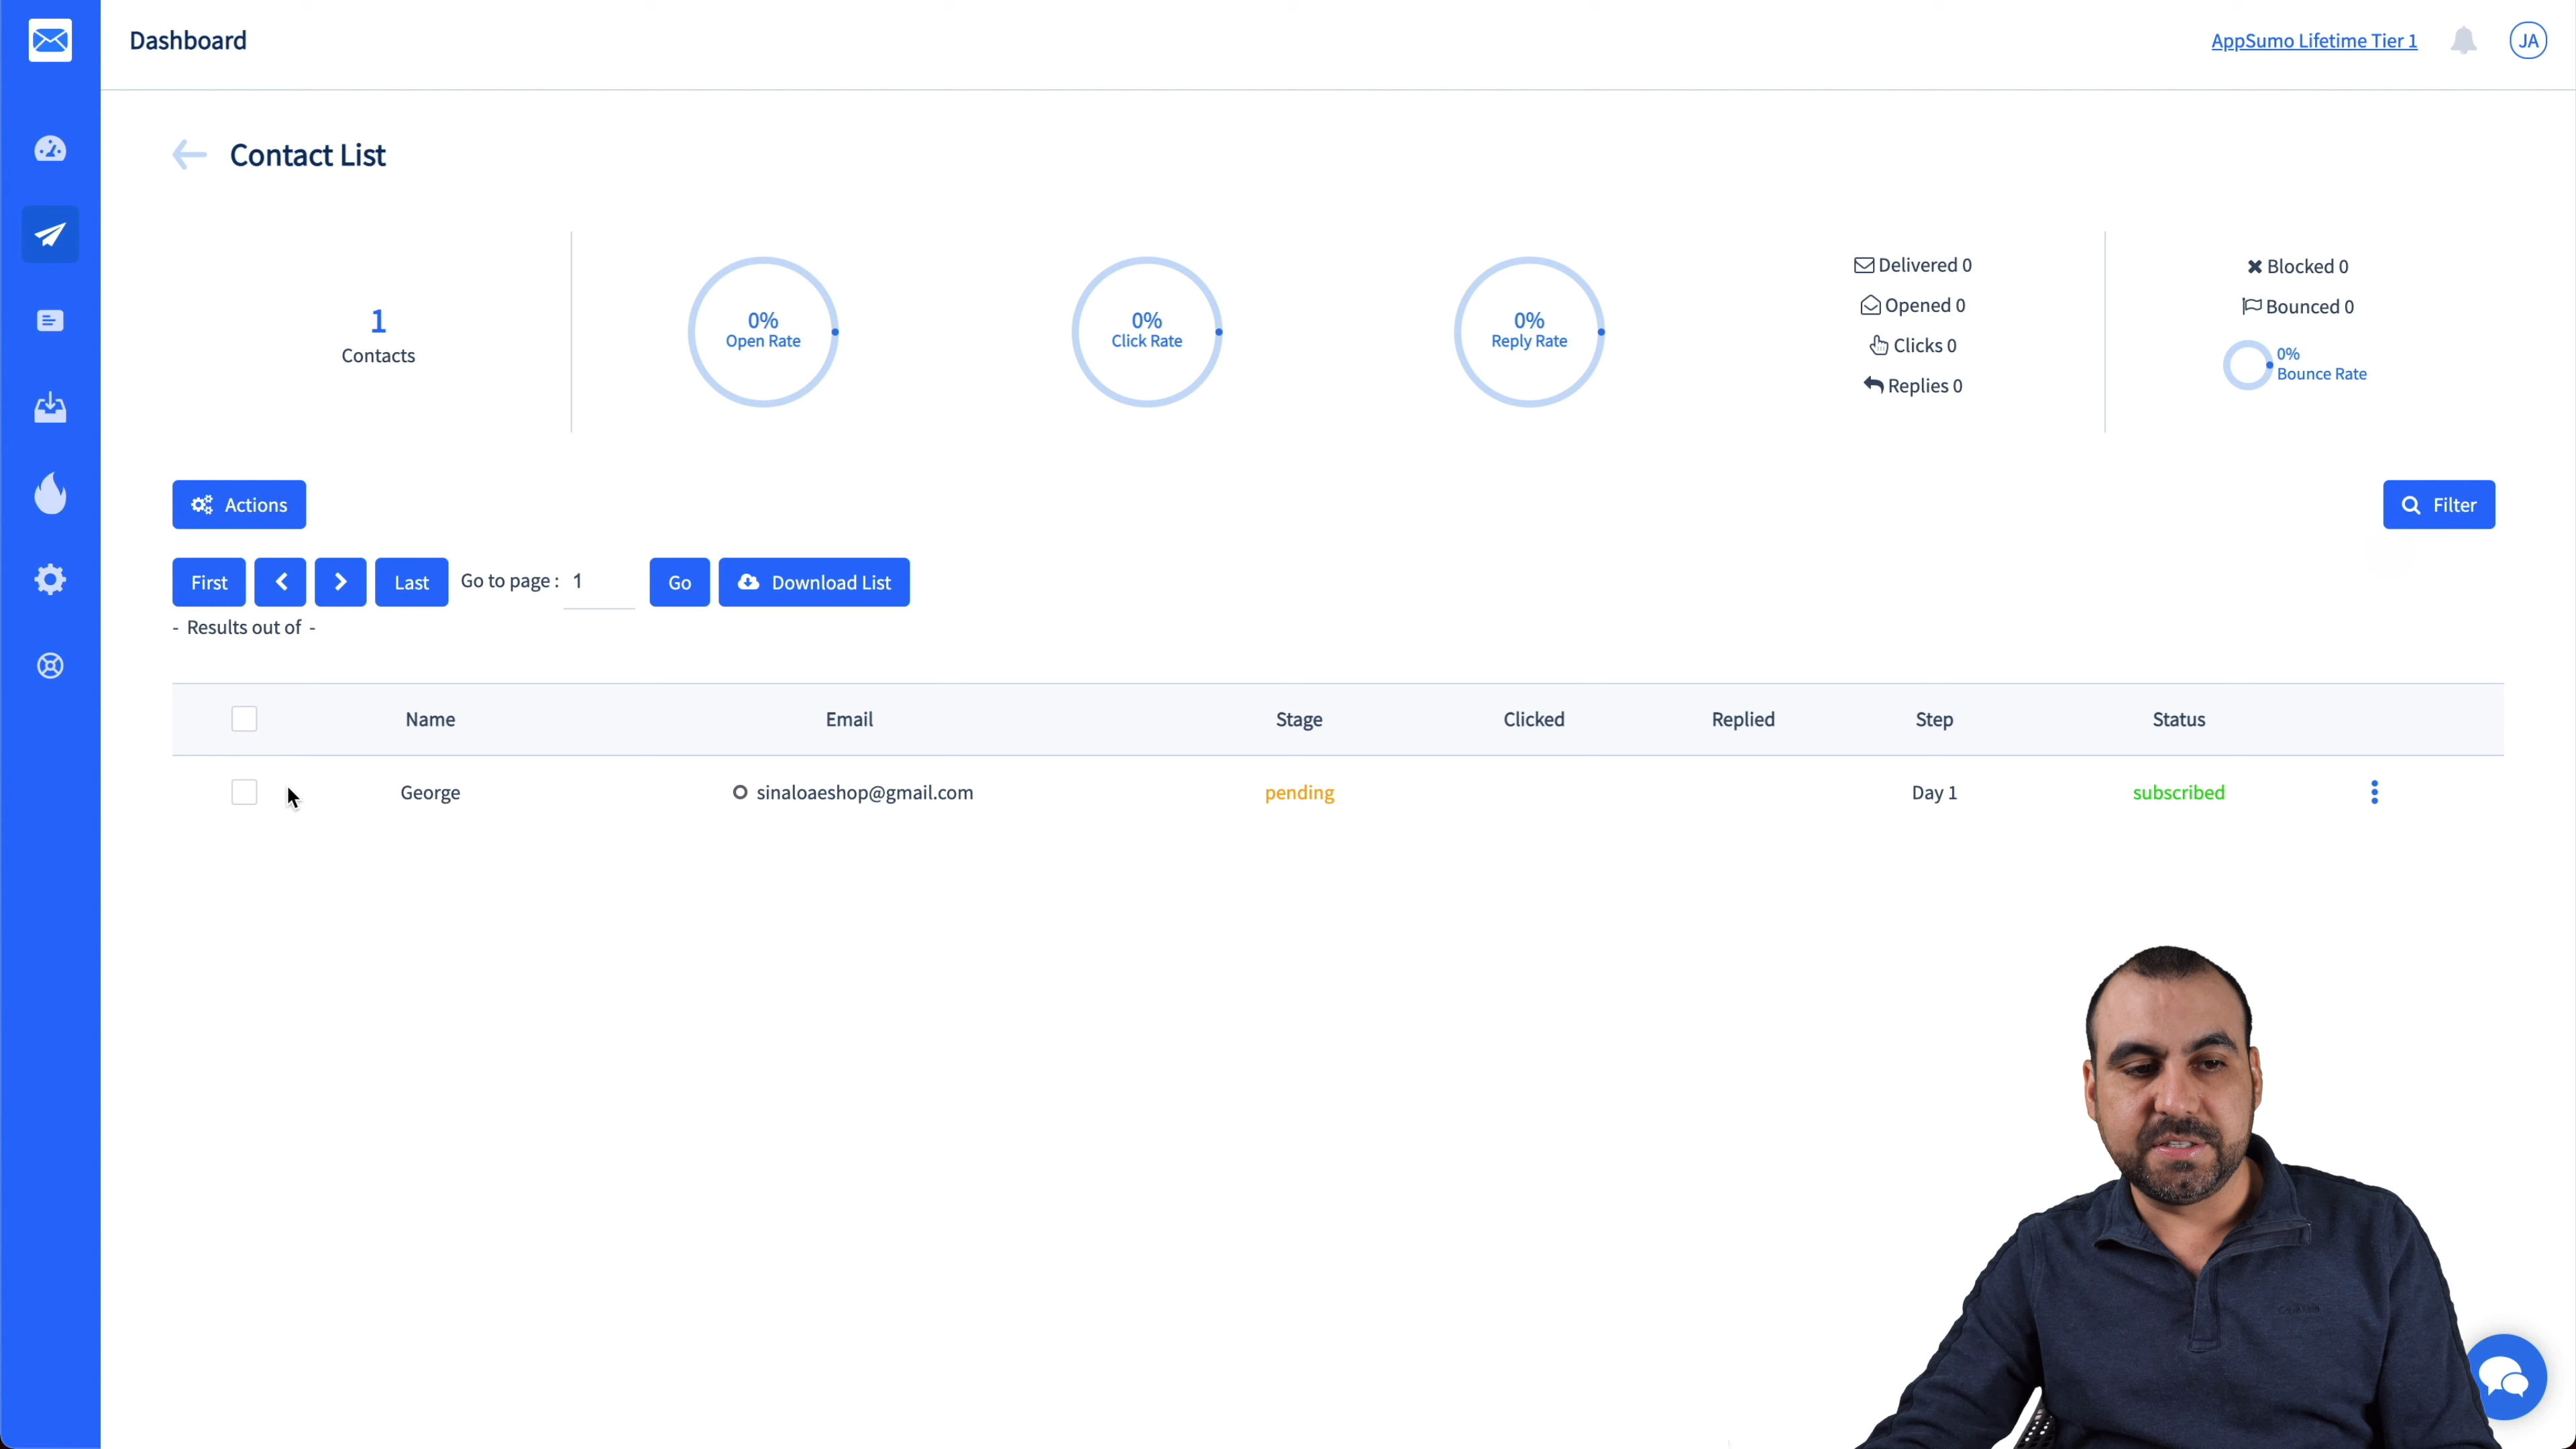 Dashboard
AppSumo Lifetime Tier 1
JA
Contact List
1
Contacts
0%
Open Rate
0%
Click Rate
0%
Reply Rate
Delivered 0
Opened 0
Clicks 0
Replies 0
Blocked 0
Bounced 0
0%
Bounce Rate
Actions
Filter
First
Last
Go to page : 1
Go
Download List
- Results out of -
Name Email Stage Clicked Replied Step Status
George sinaloaeshop@gmail.com pending Day 1 subscribed